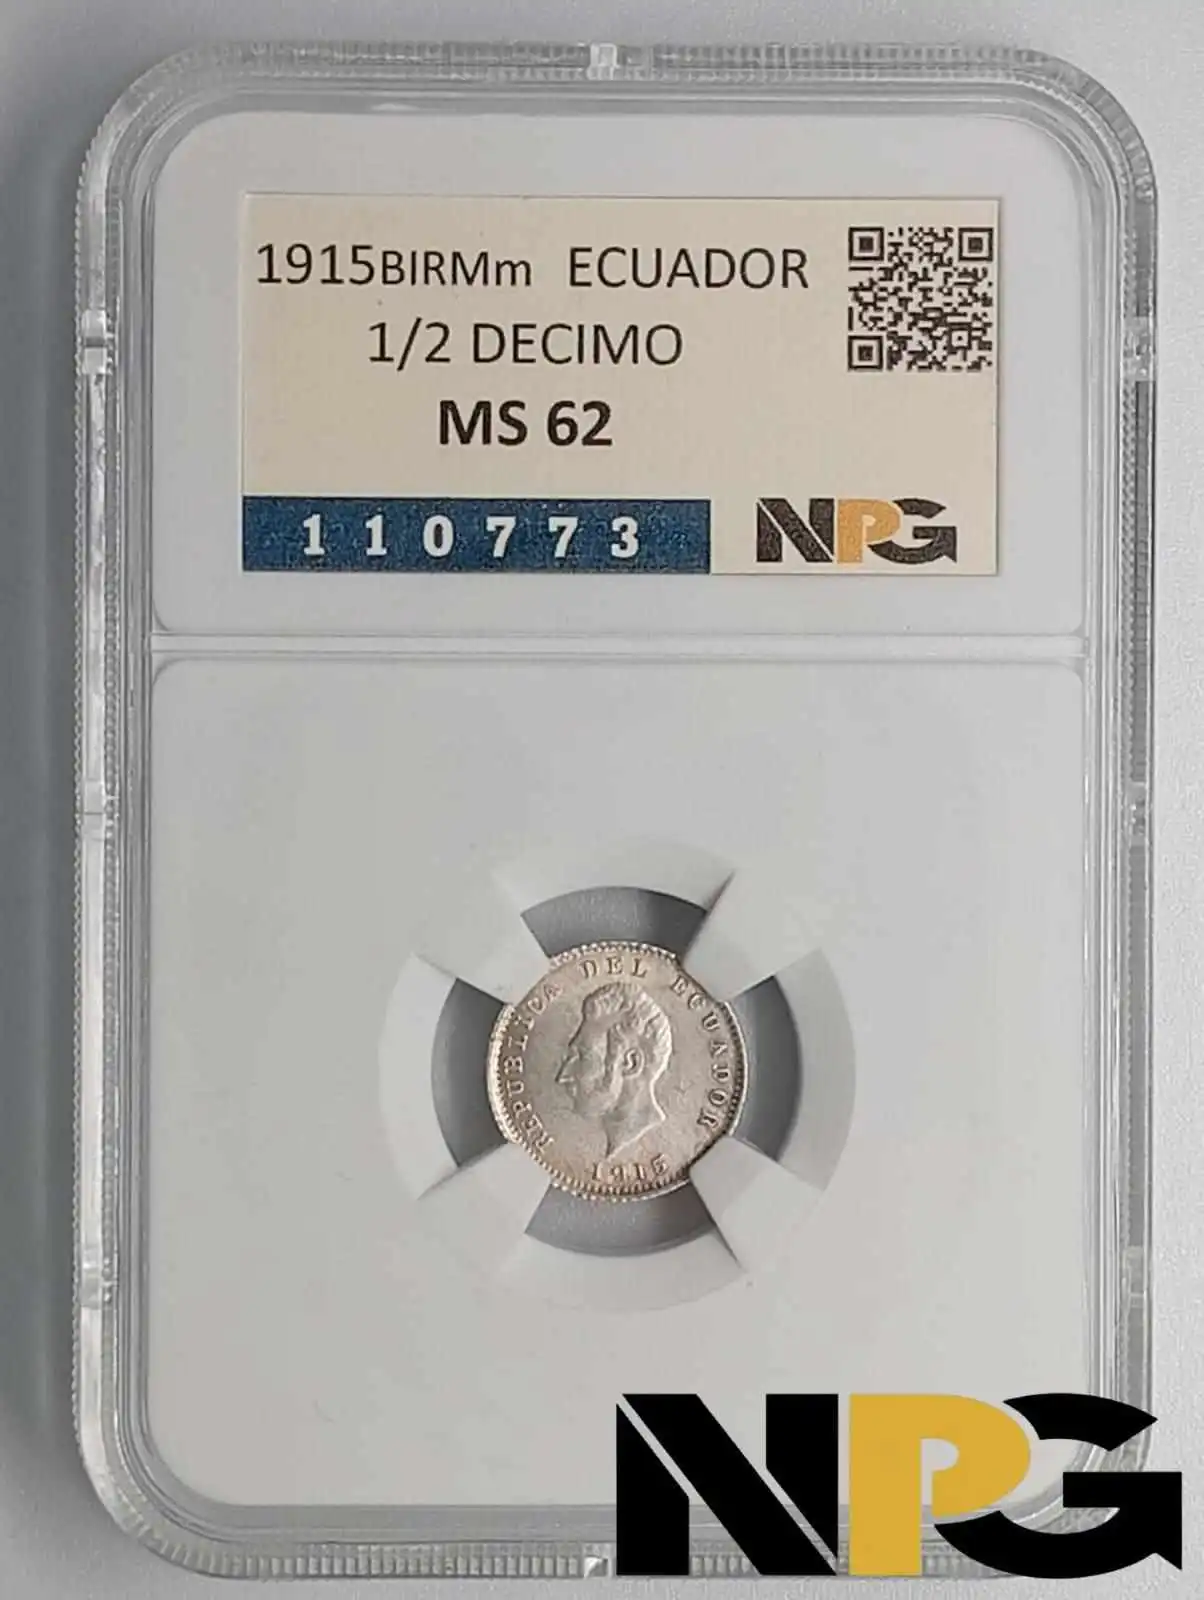 1915BIRMm ECUADOR
1/2 DECIMO
MS 62
110773
NPG
REPUBLICA DEL ECUADOR
1915
NPG